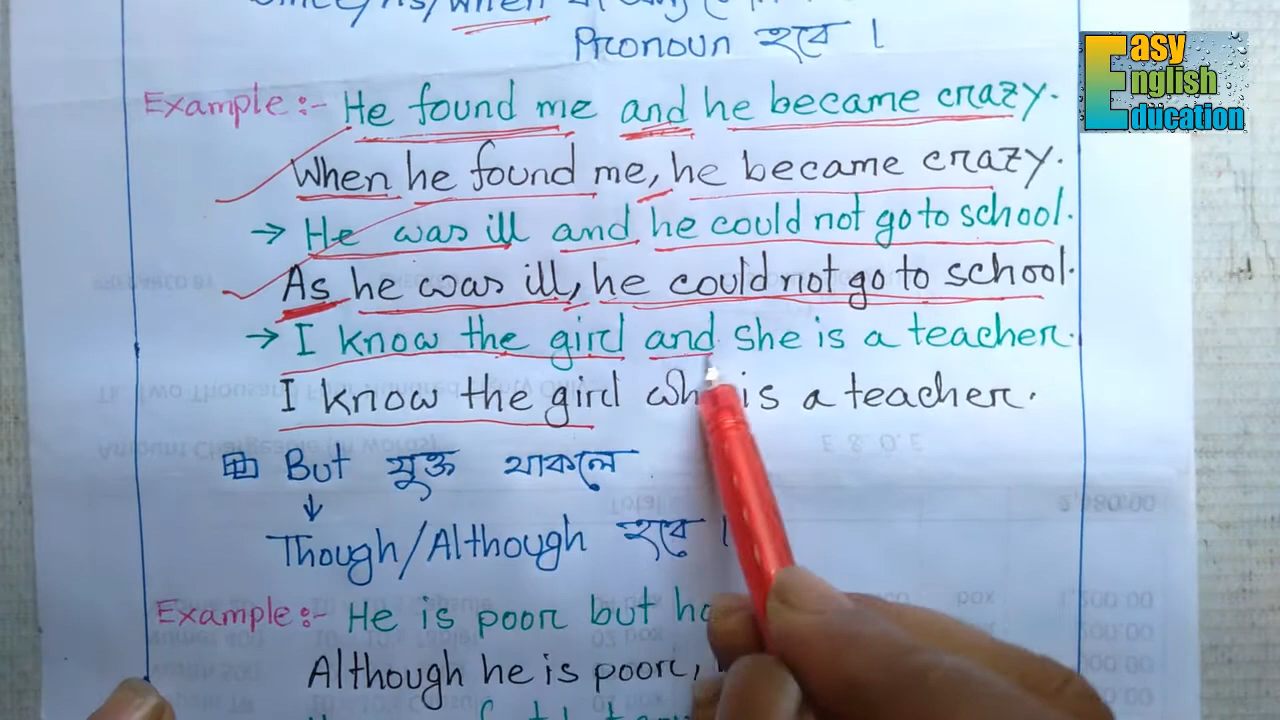 when
Pronoun হবে ।
Easy
English
Education
Example :- He found me and he became crazy.
When he found me, he became crazy.
→ He was ill and he could not go to school.
As he was ill, he could not go to school.
→ I know the girl and she is a teacher.
I know the girl is a teacher.
But যুক্ত থাকলে
↓
Though/Although হবে ।
Example :- He is poor but
Although he is poor,